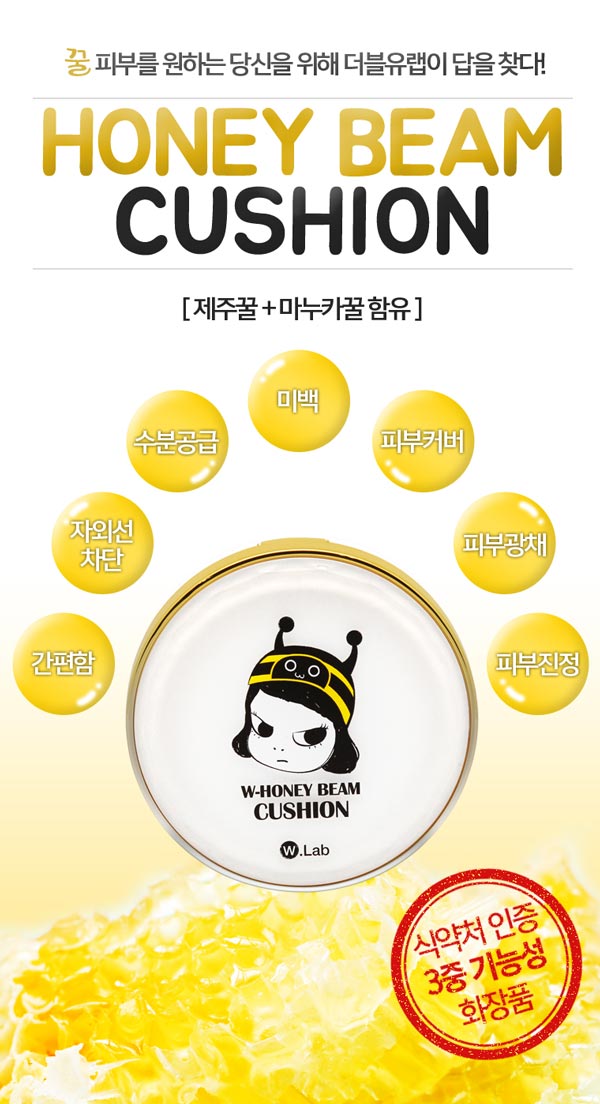 꿀 피부를 원하는 당신을 위해 더블유랩이 답을 찾다!
HONEY BEAM
CUSHION
[ 제주꿀 + 마누카꿀 함유 ]
미백
수분공급
피부커버
자외선
차단
피부광채
간편함
피부진정
W-HONEY BEAM
CUSHION
W.Lab
식약처 인증
3중 기능성
화장품